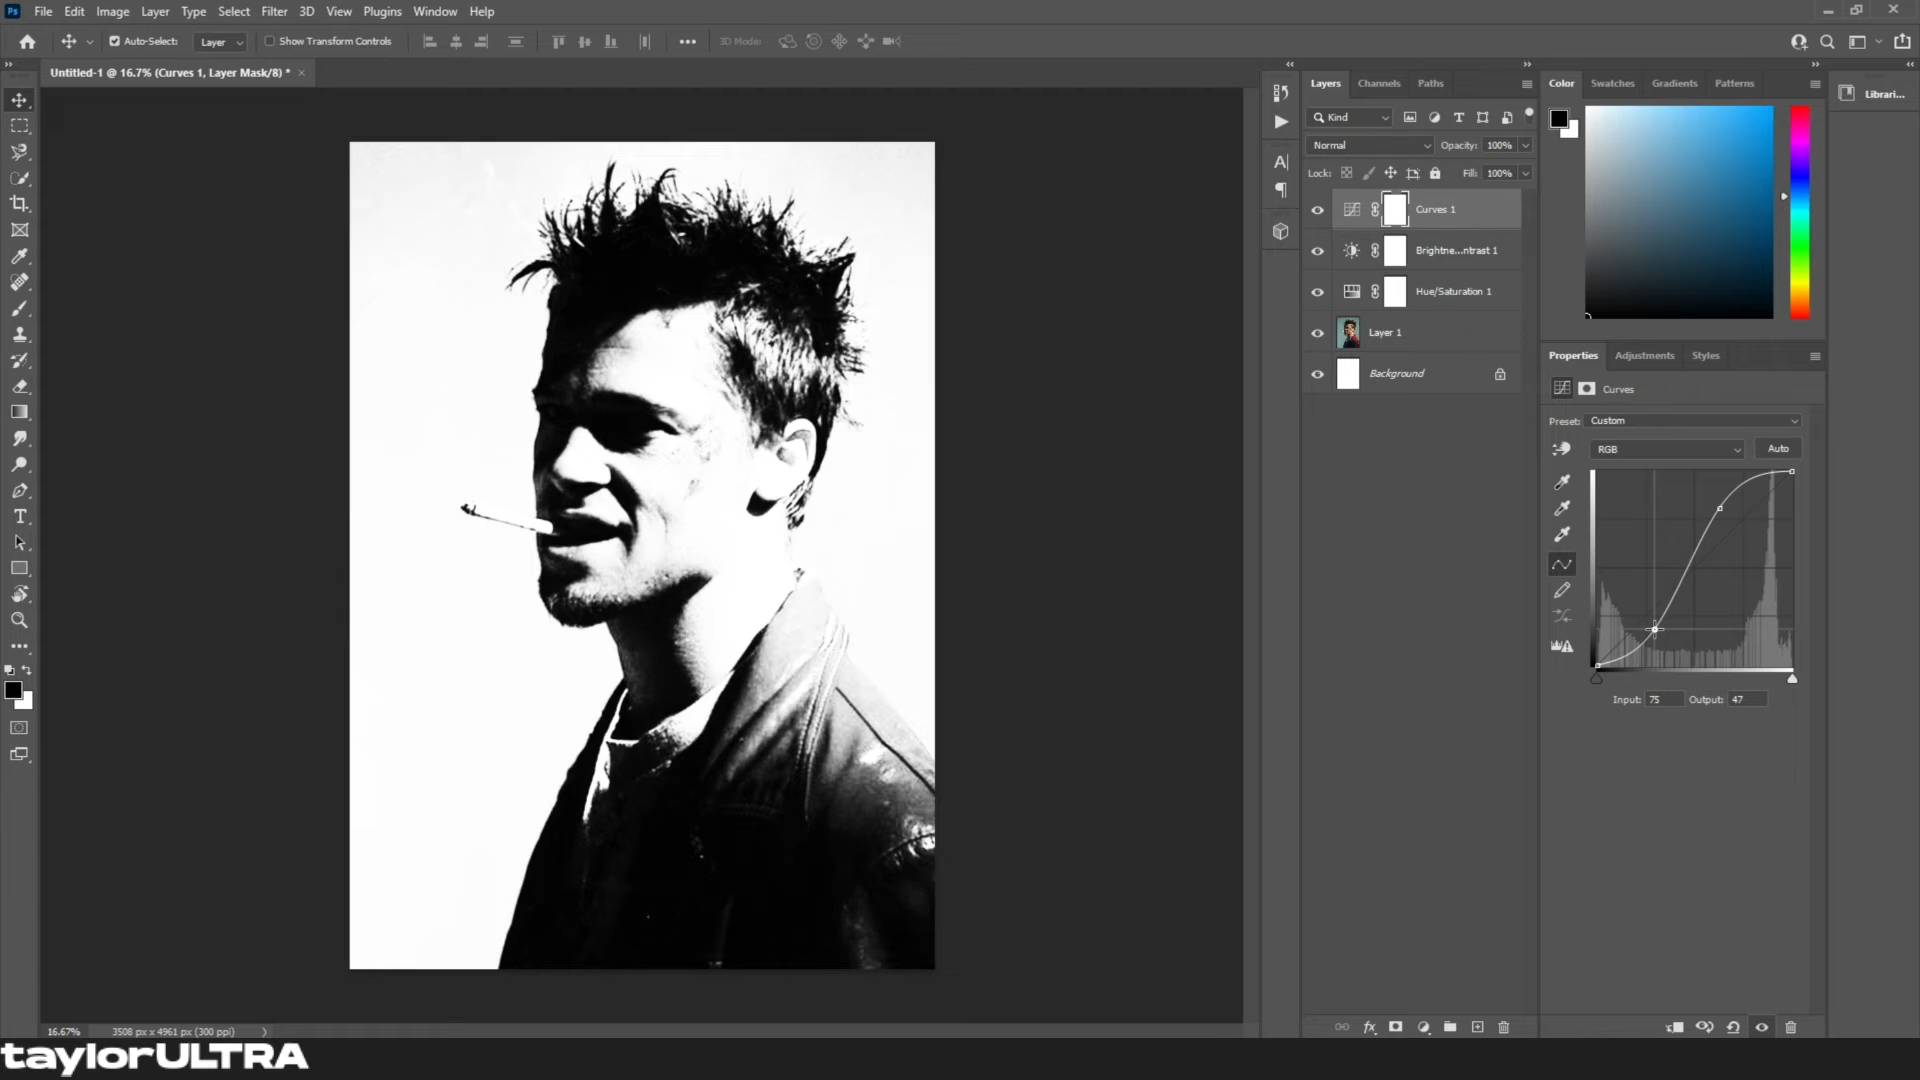 Ps File Edit Image Layer Type Select Filter 3D View Plugins Window Help
Auto-Select: Layer Show Transform Controls 3D Mode:
Untitled-1 @ 16.7% (Curves 1, Layer Mask/8) * ×
Layers Channels Paths
Kind
Normal Opacity: 100%
Lock: Fill: 100%
Curves 1
Brightne...ntrast 1
Hue/Saturation 1
Layer 1
Background
Color Swatches Gradients Patterns
Librari...
Properties Adjustments Styles
Curves
Preset: Custom
RGB Auto
Input: 75 Output: 47
16.67% 3508 px x 4961 px (300 ppi)
fx
taylorULTRA